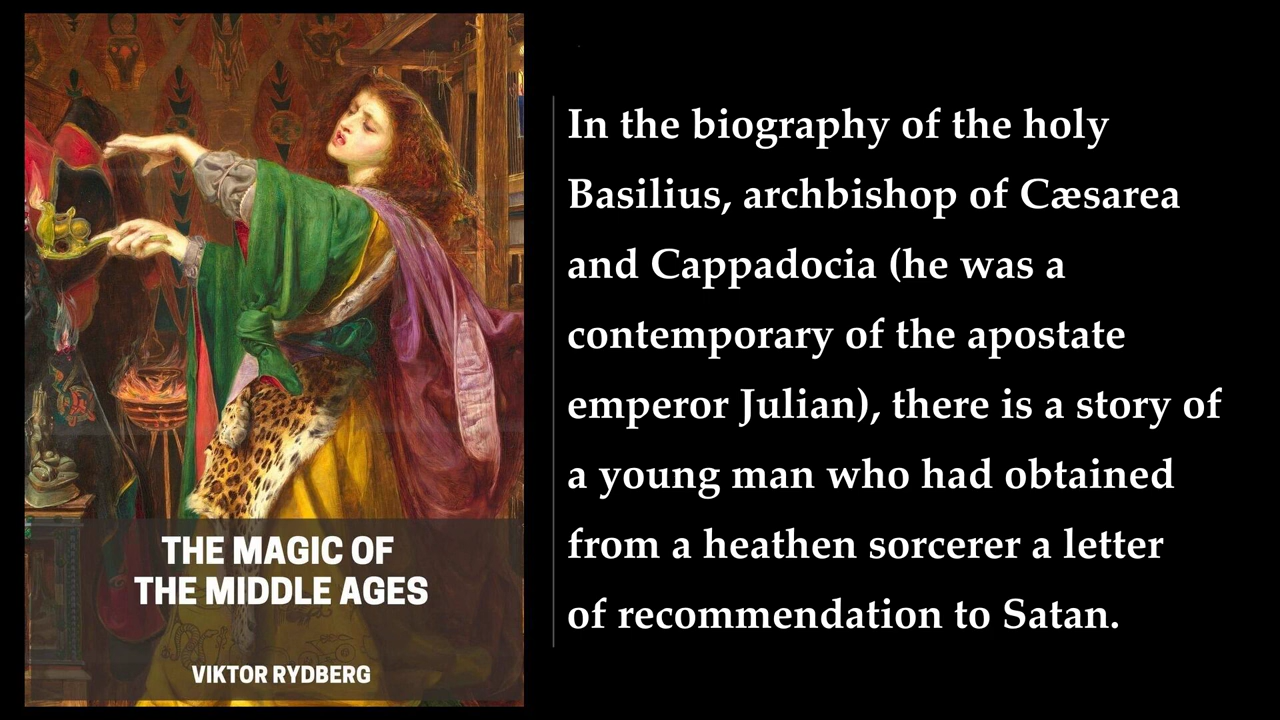 THE MAGIC OF
THE MIDDLE AGES
VIKTOR RYDBERG
In the biography of the holy
Basilius, archbishop of Cæsarea
and Cappadocia (he was a
contemporary of the apostate
emperor Julian), there is a story of
a young man who had obtained
from a heathen sorcerer a letter
of recommendation to Satan.